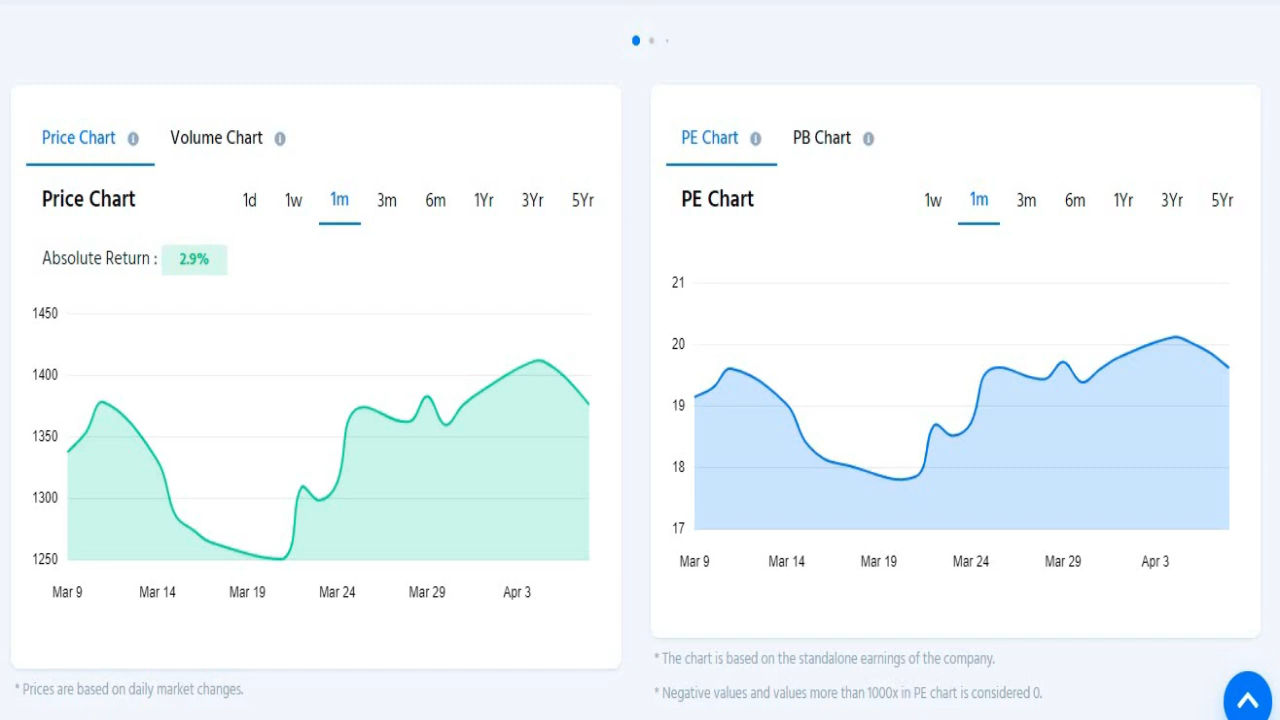 Price Chart
Volume Chart
Price Chart
1d 1w 1m 3m 6m 1Yr 3Yr 5Yr
Absolute Return : 2.9%
1450
1400
1350
1300
1250
Mar 9 Mar 14 Mar 19 Mar 24 Mar 29 Apr 3
* Prices are based on daily market changes.
PE Chart
PB Chart
PE Chart
1w 1m 3m 6m 1Yr 3Yr 5Yr
21
20
19
18
17
Mar 9 Mar 14 Mar 19 Mar 24 Mar 29 Apr 3
* The chart is based on the standalone earnings of the company.
* Negative values and values more than 1000x in PE chart is considered 0.